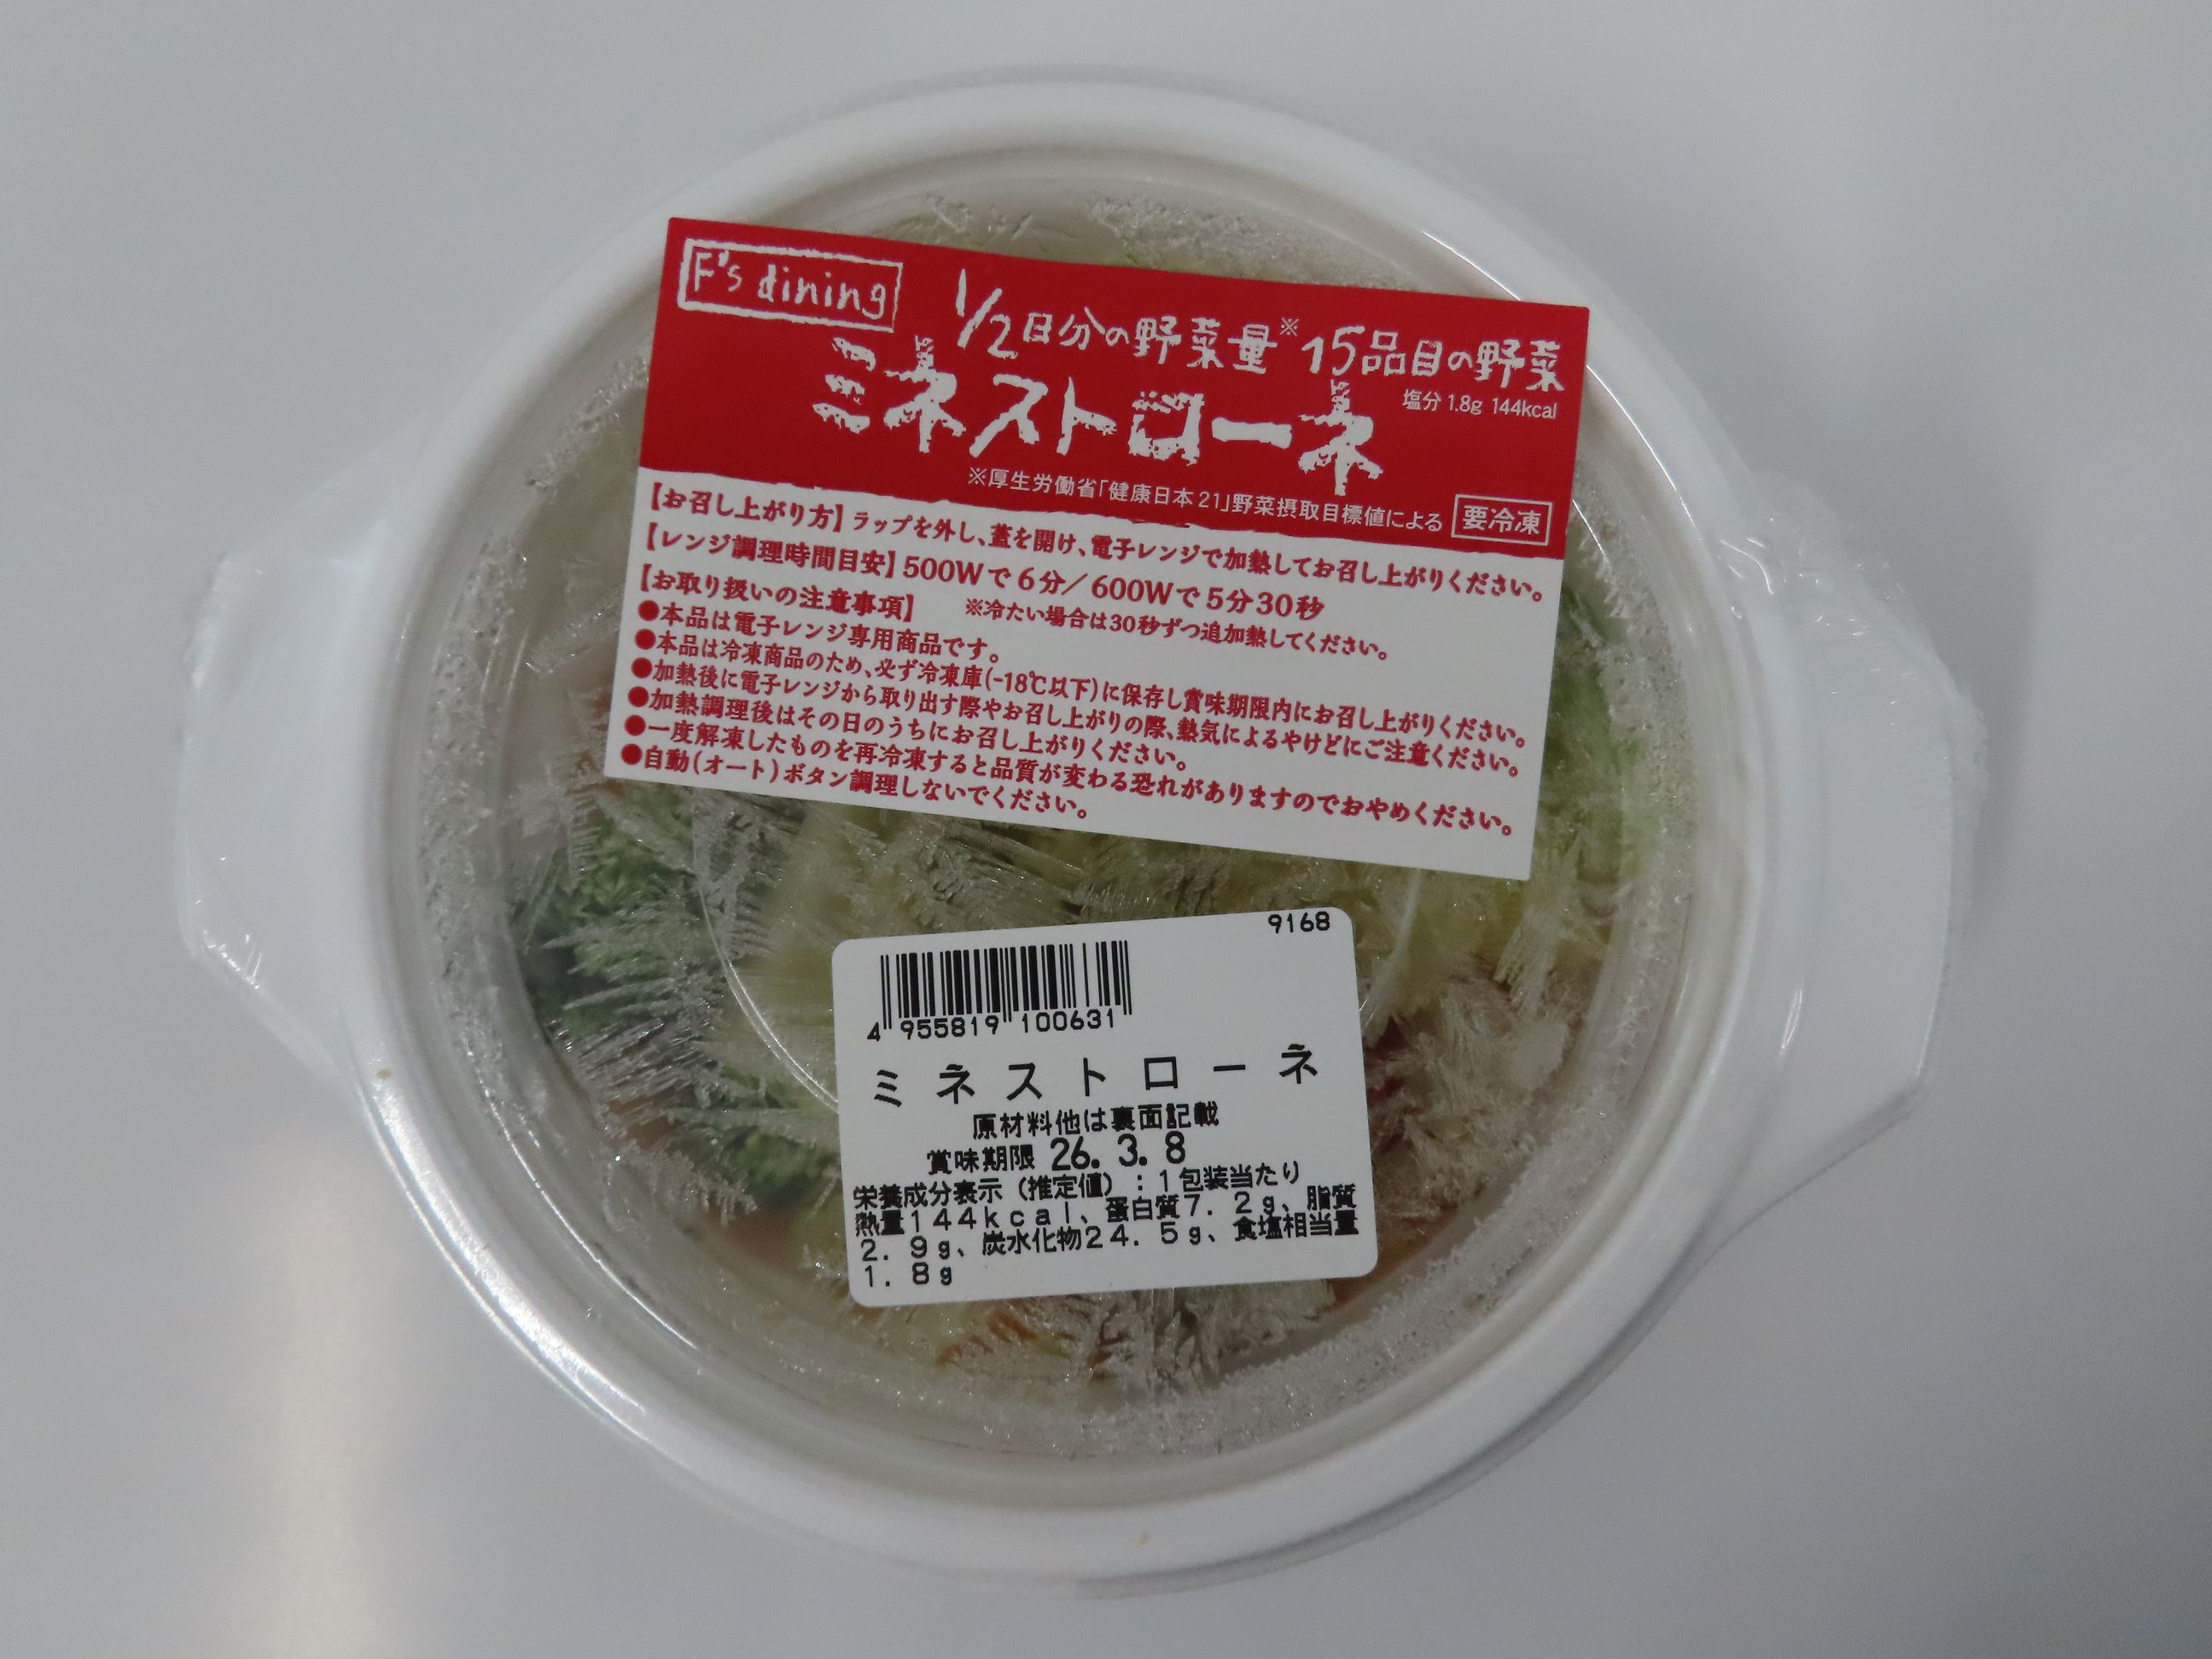 F's dining
1/2日分の野菜量※ 15品目の野菜
ミネストローネ
塩分1.8g 144kcal
※厚生労働省「健康日本21」野菜摂取目標値による
要冷凍
【お召し上がり方】ラップを外し、蓋を開け、電子レンジで加熱してお召し上がりください。
【レンジ調理時間目安】500Wで6分／600Wで5分30秒
※冷たい場合は30秒ずつ追加熱してください。
【お取り扱いの注意事項】
●本品は電子レンジ専用商品です。
●本品は冷凍商品のため、必ず冷凍庫(-18℃以下)に保存し賞味期限内にお召し上がりください。
●加熱後に電子レンジから取り出す際やお召し上がりの際、熱気によるやけどにご注意ください。
●加熱調理後はその日のうちにお召し上がりください。
●一度解凍したものを再冷凍すると品質が変わる恐れがありますのでおやめください。
●自動(オート)ボタン調理しないでください。
9168
4 955819 100631
ミネストローネ
原材料他は裏面記載
賞味期限 26.3.8
栄養成分表示（推定値）：1包装当たり
熱量144kcal、蛋白質7.2g、脂質
2.9g、炭水化物24.5g、食塩相当量
1.8g